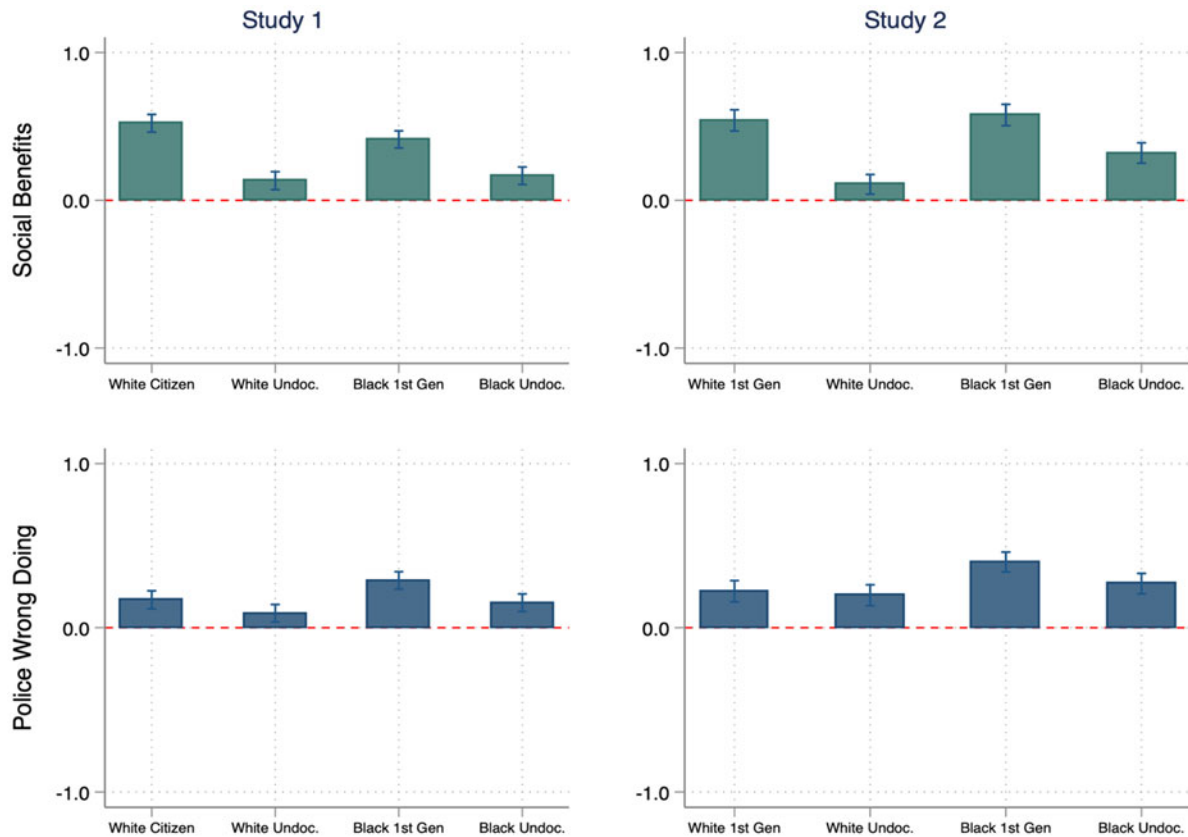 Study 1
Study 2
Social Benefits
1.0
0.0
-1.0
White Citizen White Undoc. Black 1st Gen Black Undoc.
1.0
0.0
-1.0
White 1st Gen White Undoc. Black 1st Gen Black Undoc.
Police Wrong Doing
1.0
0.0
-1.0
White Citizen White Undoc. Black 1st Gen Black Undoc.
1.0
0.0
-1.0
White 1st Gen White Undoc. Black 1st Gen Black Undoc.